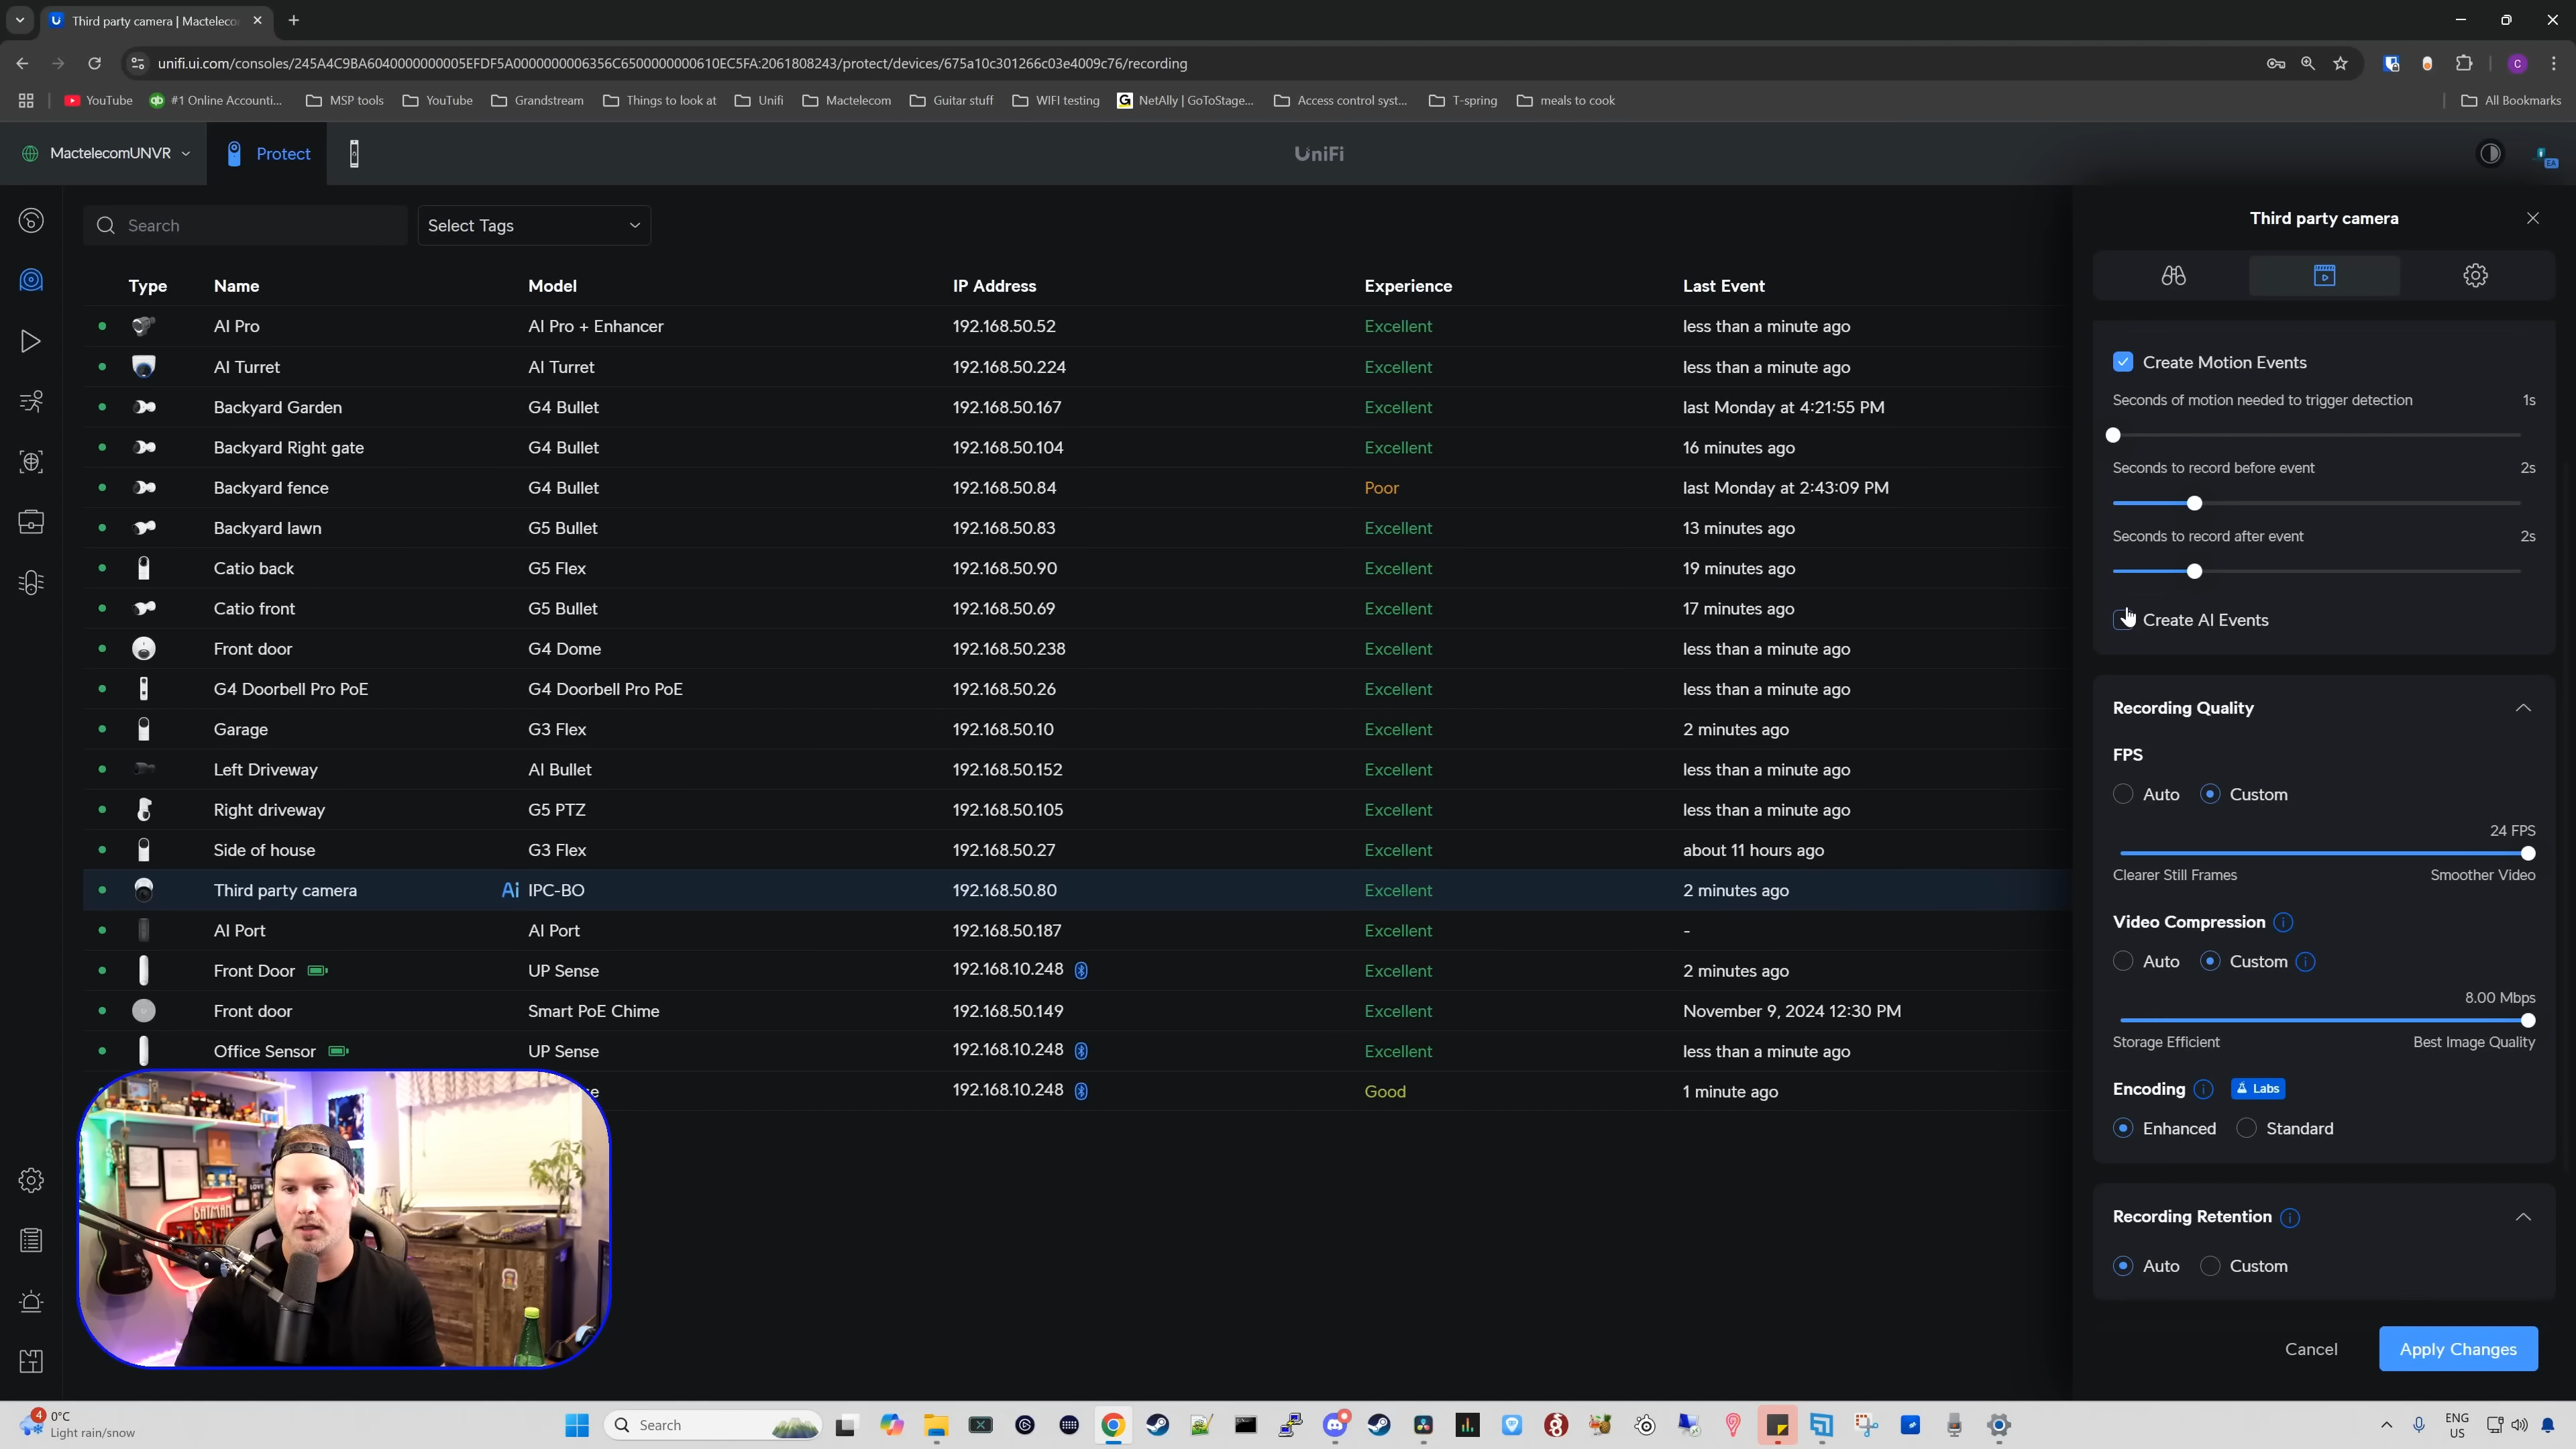 Third party camera | Macteleco
unifi.ui.com/consoles/245A4C9BA6040000000005EFDF5A0000000006356C6500000000610EC5FA:2061808243/protect/devices/675a10c301266c03e4009c76/recording
YouTube #1 Online Accounti... MSP tools YouTube Grandstream Things to look at Unifi Mactelecom Guitar stuff WIFI testing NetAlly | GoToStage... Access control syst... T-spring meals to cook All Bookmarks
MactelecomUNVR Protect UniFi EA
Search Select Tags
Type Name Model IP Address Experience Last Event
AI Pro AI Pro + Enhancer 192.168.50.52 Excellent less than a minute ago
AI Turret AI Turret 192.168.50.224 Excellent less than a minute ago
Backyard Garden G4 Bullet 192.168.50.167 Excellent last Monday at 4:21:55 PM
Backyard Right gate G4 Bullet 192.168.50.104 Excellent 16 minutes ago
Backyard fence G4 Bullet 192.168.50.84 Poor last Monday at 2:43:09 PM
Backyard lawn G5 Bullet 192.168.50.83 Excellent 13 minutes ago
Catio back G5 Flex 192.168.50.90 Excellent 19 minutes ago
Catio front G5 Bullet 192.168.50.69 Excellent 17 minutes ago
Front door G4 Dome 192.168.50.238 Excellent less than a minute ago
G4 Doorbell Pro PoE G4 Doorbell Pro PoE 192.168.50.26 Excellent less than a minute ago
Garage G3 Flex 192.168.50.10 Excellent 2 minutes ago
Left Driveway AI Bullet 192.168.50.152 Excellent less than a minute ago
Right driveway G5 PTZ 192.168.50.105 Excellent less than a minute ago
Side of house G3 Flex 192.168.50.27 Excellent about 11 hours ago
Third party camera Ai IPC-BO 192.168.50.80 Excellent 2 minutes ago
AI Port AI Port 192.168.50.187 Excellent -
Front Door UP Sense 192.168.10.248 Excellent 2 minutes ago
Front door Smart PoE Chime 192.168.50.149 Excellent November 9, 2024 12:30 PM
Office Sensor UP Sense 192.168.10.248 Excellent less than a minute ago
192.168.10.248 Good 1 minute ago
BATMAN
Third party camera
Create Motion Events
Seconds of motion needed to trigger detection 1s
Seconds to record before event 2s
Seconds to record after event 2s
Create AI Events
Recording Quality
FPS
Auto Custom
24 FPS
Clearer Still Frames Smoother Video
Video Compression
Auto Custom
8.00 Mbps
Storage Efficient Best Image Quality
Encoding Labs
Enhanced Standard
Recording Retention
Auto Custom
Cancel Apply Changes
4 0°C
Light rain/snow
Search
ENG
US